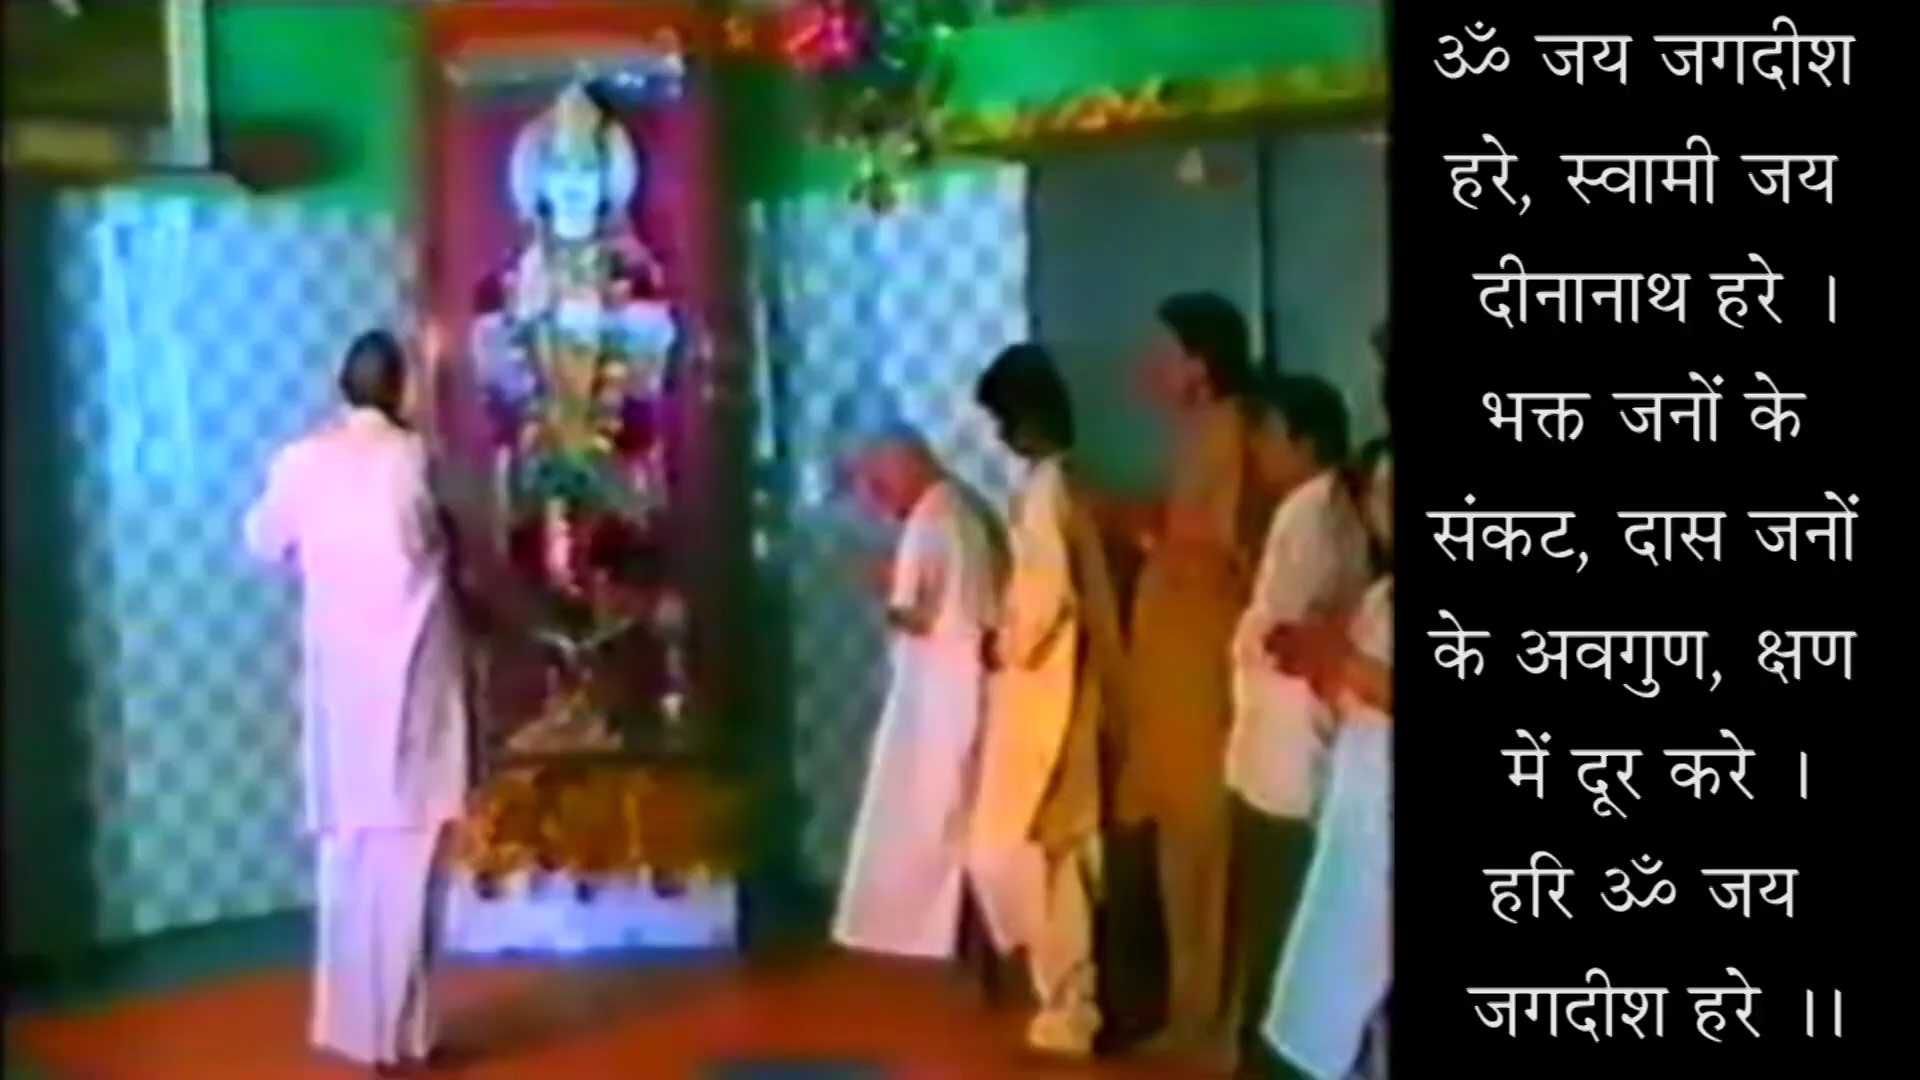 ॐ जय जगदीश
हरे, स्वामी जय
दीनानाथ हरे ।
भक्त जनों के
संकट, दास जनों
के अवगुण, क्षण
में दूर करे ।
हरि ॐ जय
जगदीश हरे ।।